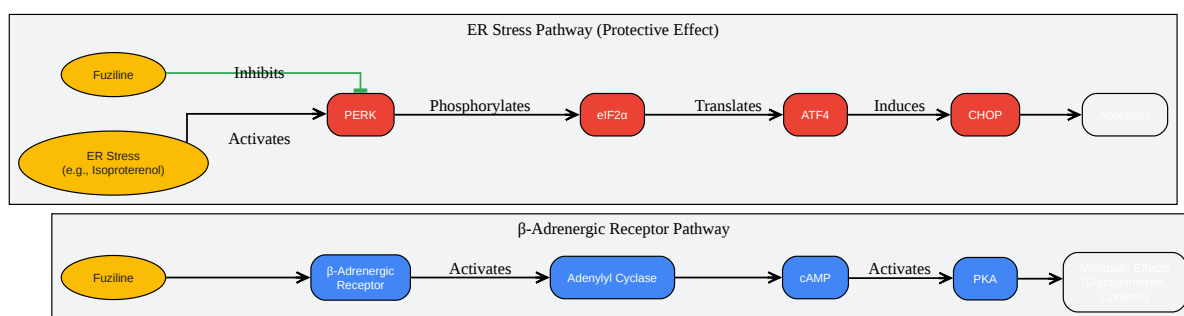 ER Stress Pathway (Protective Effect)
Fuziline
Inhibits
PERK
Phosphorylates
eIF2α
Translates
ATF4
Induces
CHOP
Apoptosis
Activates
ER Stress
(e.g., Isoproterenol)
β-Adrenergic Receptor Pathway
Fuziline
β-Adrenergic
Receptor
Activates
Adenylyl Cyclase
cAMP
Activates
PKA
Metabolic Effects
(Glycogenolysis,
Lipolysis)